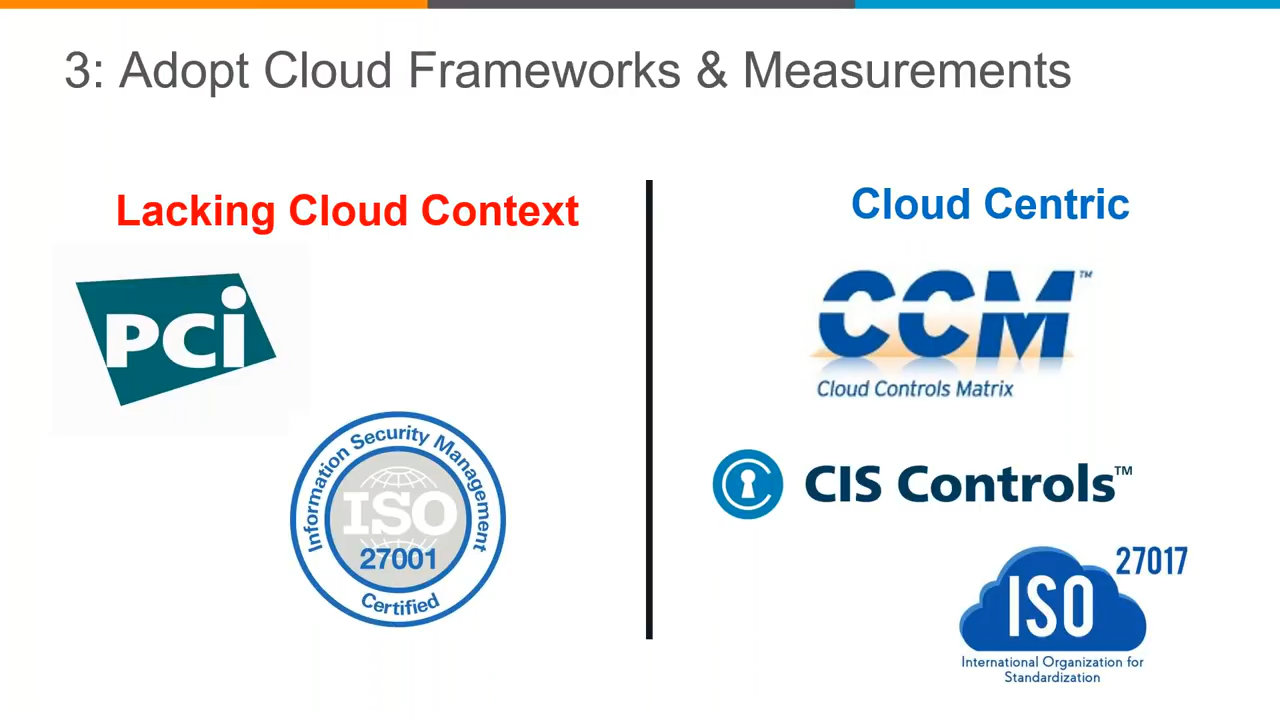 3: Adopt Cloud Frameworks & Measurements
Lacking Cloud Context
PCi
Information Security Management
ISO
27001
Certified
Cloud Centric
CCM™
Cloud Controls Matrix
CIS Controls™
27017
ISO
International Organization for
Standardization